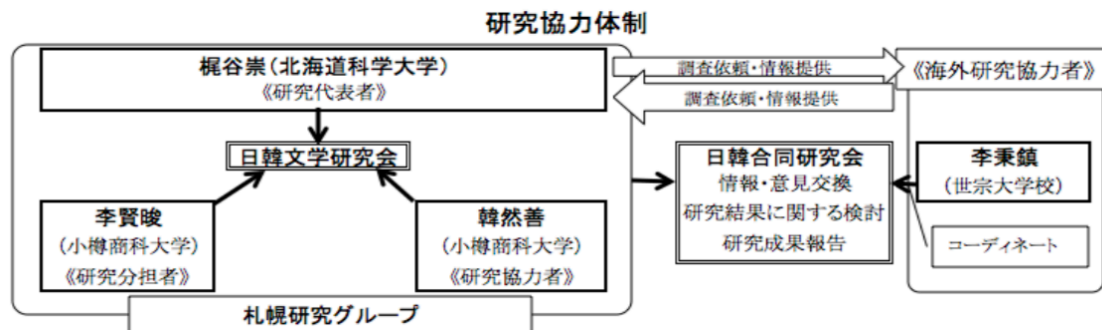 研究協力体制
梶谷崇(北海道科学大学)
《研究代表者》
調査依頼・情報提供
調査依頼・情報提供
《海外研究協力者》
日韓文学研究会
李賢晙
(小樽商科大学)
《研究分担者》
韓然善
(小樽商科大学)
《研究協力者》
札幌研究グループ
日韓合同研究会
情報・意見交換
研究結果に関する検討
研究成果報告
李秉鎮
(世宗大学校)
コーディネート